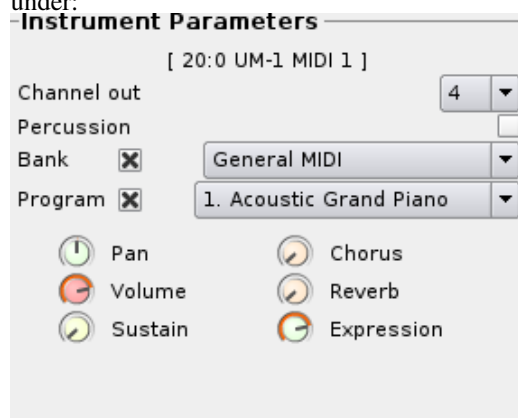 under:
Instrument Parameters
[ 20:0 UM-1 MIDI 1 ]
Channel out 4
Percussion
Bank General MIDI
Program 1. Acoustic Grand Piano
Pan Chorus
Volume Reverb
Sustain Expression